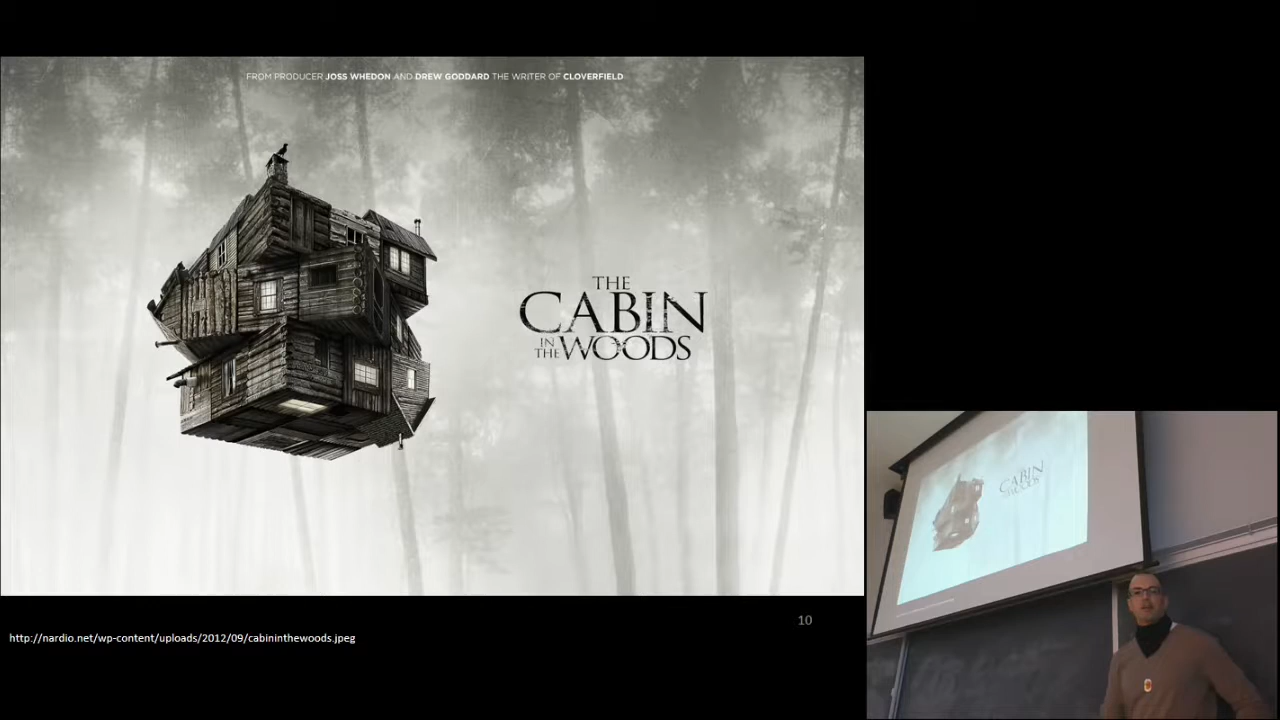 FROM PRODUCER JOSS WHEDON AND DREW GODDARD THE WRITER OF CLOVERFIELD
THE
CABIN
IN THE WOODS
10
http://nardio.net/wp-content/uploads/2012/09/cabininthewoods.jpeg
CABIN